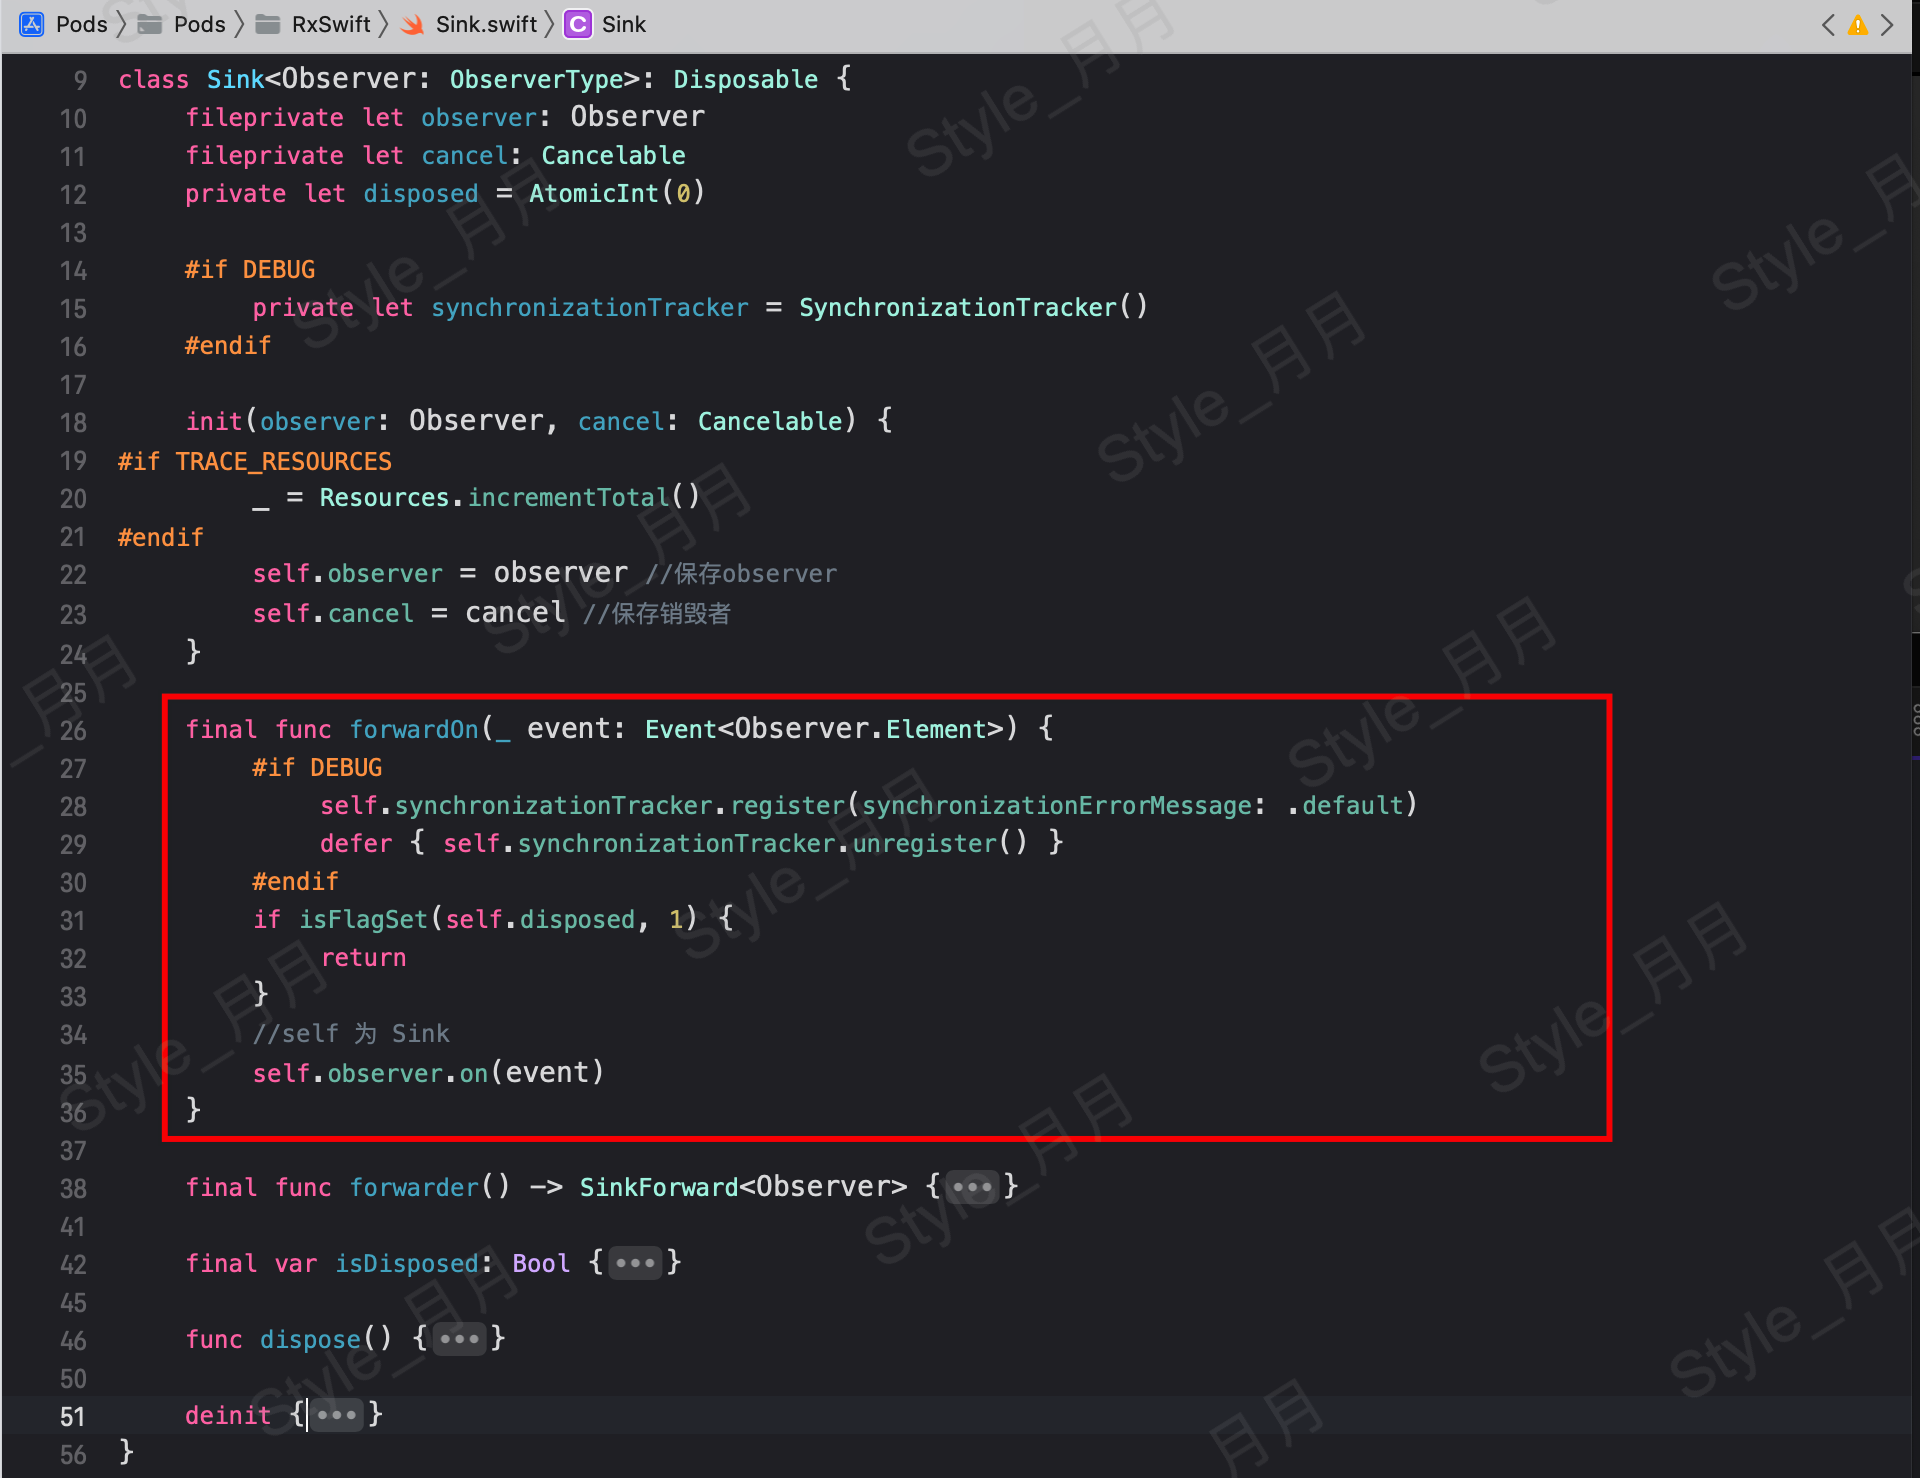 Pods 〉 Pods 〉 RxSwift 〉 Sink.swift 〉 C Sink
9 class Sink<Observer: ObserverType>: Disposable {
10 fileprivate let observer: Observer
11 fileprivate let cancel: Cancelable
12 private let disposed = AtomicInt(0)
13
14 #if DEBUG
15 private let synchronizationTracker = SynchronizationTracker()
16 #endif
17
18 init(observer: Observer, cancel: Cancelable) {
19 #if TRACE_RESOURCES
20 _ = Resources.incrementTotal()
21 #endif
22 self.observer = observer //保存observer
23 self.cancel = cancel //保存销毁者
24 }
25
26 final func forwardOn(_ event: Event<Observer.Element>) {
27 #if DEBUG
28 self.synchronizationTracker.register(synchronizationErrorMessage: .default)
29 defer { self.synchronizationTracker.unregister() }
30 #endif
31 if isFlagSet(self.disposed, 1) {
32 return
33 }
34 //self 为 Sink
35 self.observer.on(event)
36 }
37
38 final func forwarder() -> SinkForward<Observer> {•••}
41
42 final var isDisposed: Bool {•••}
45
46 func dispose() {•••}
50
51 deinit {•••}
56 }
Style_月月